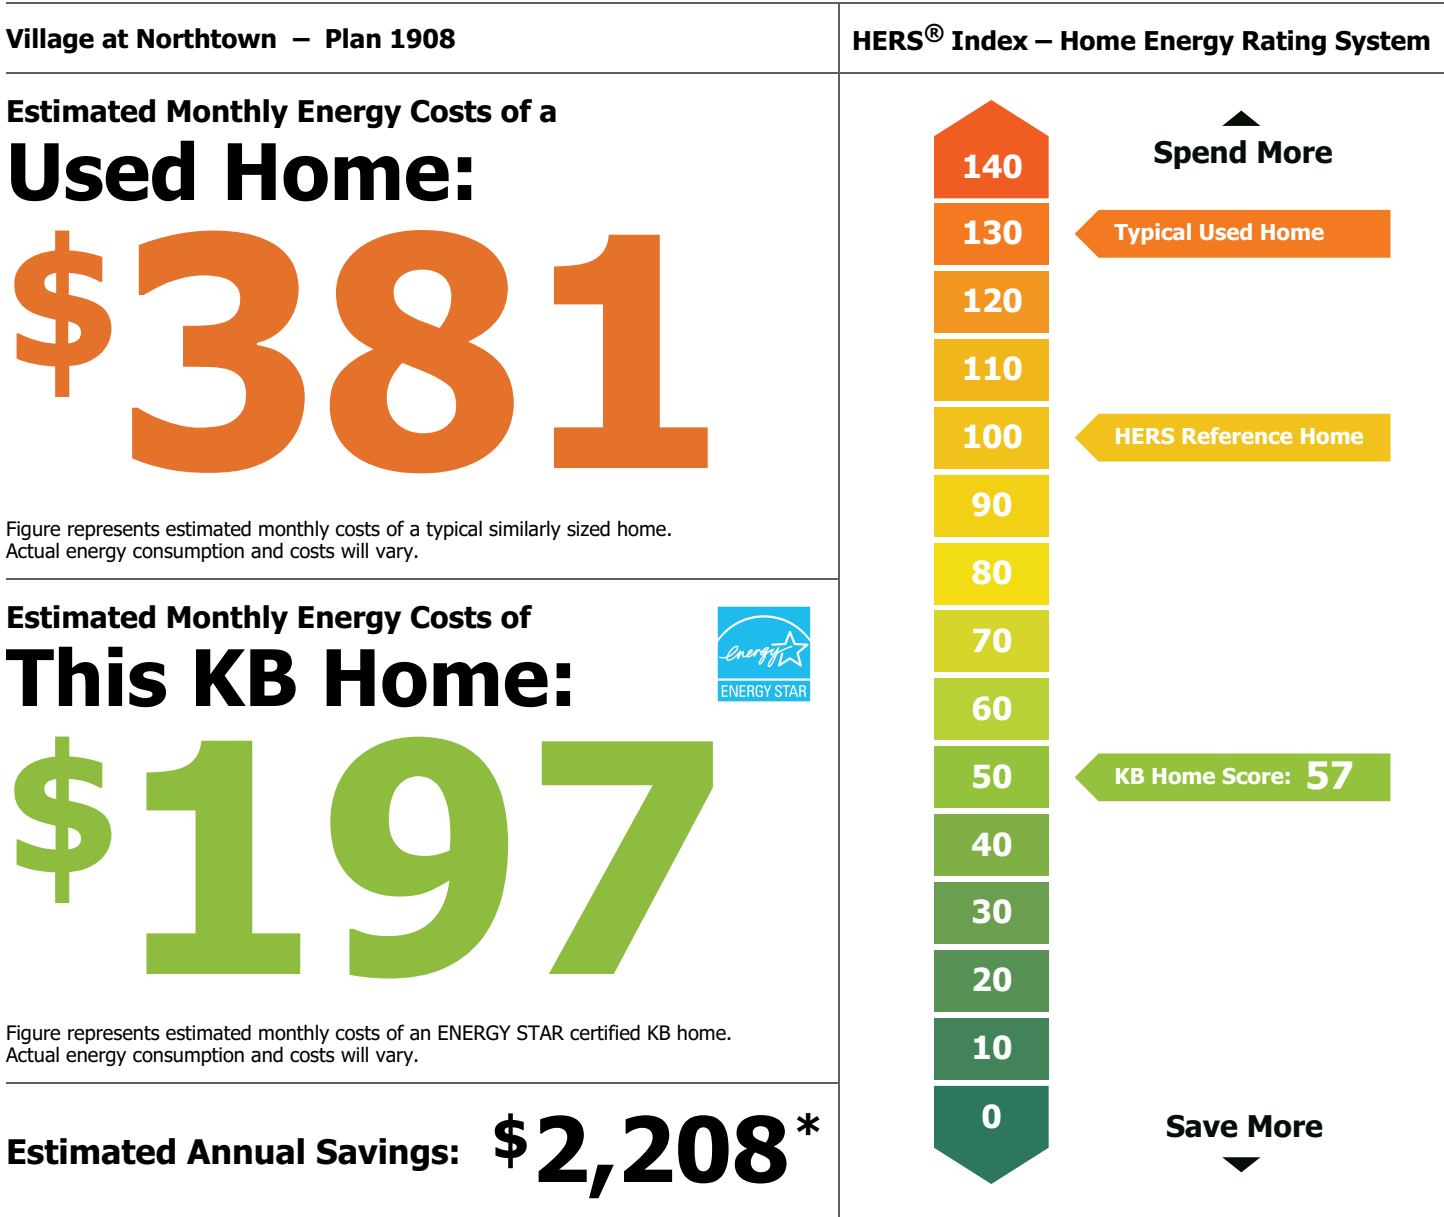 Village at Northtown – Plan 1908
Estimated Monthly Energy Costs of a
Used Home:
$381
Figure represents estimated monthly costs of a typical similarly sized home.
Actual energy consumption and costs will vary.
Estimated Monthly Energy Costs of
This KB Home:
energy
ENERGY STAR
$197
Figure represents estimated monthly costs of an ENERGY STAR certified KB home.
Actual energy consumption and costs will vary.
Estimated Annual Savings: $2,208*
HERS® Index – Home Energy Rating System
Spend More
140
130 Typical Used Home
120
110
100 HERS Reference Home
90
80
70
60
50 KB Home Score: 57
40
30
20
10
0
Save More